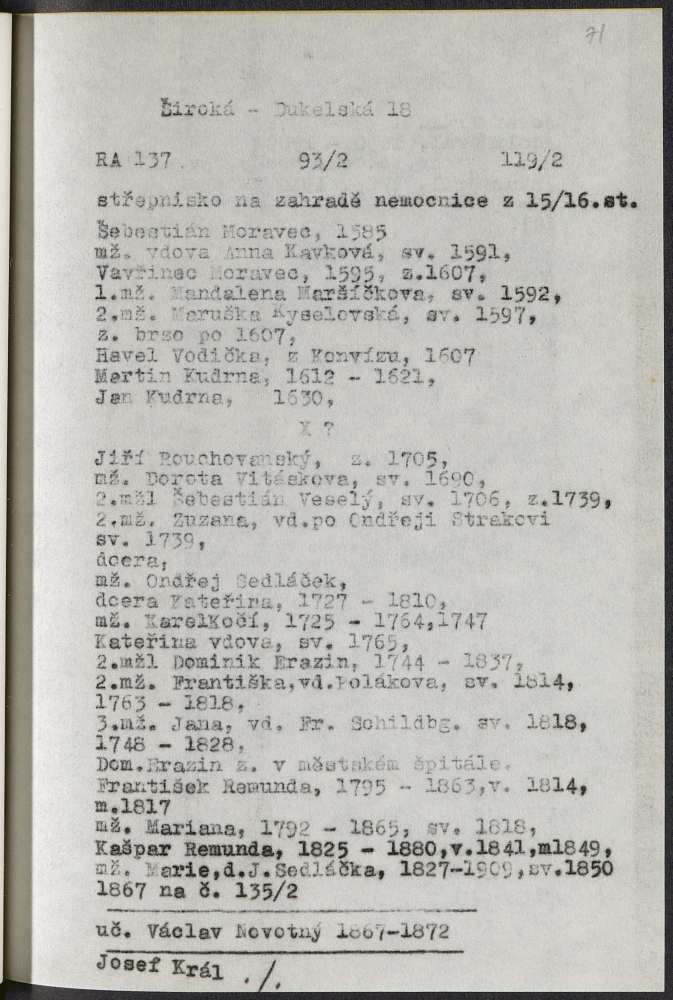 71
Široká - Dukelská 18
RA 137 93/2 119/2
střepnisko na zahradě nemocnice z 15/16.st.
Šebestián Moravec, 1585
mž. vdova Anna Kavková, sv. 1591,
Vavřinec Moravec, 1595, z.1607,
1.mž. Mandalena Maršíčkova, sv. 1592,
2.mž. Maruška Kyselovská, sv. 1597,
z. brzo po 1607,
Havel Vodička, z Konvízu, 1607
Martin Kudrna, 1612 - 1621,
Jan Kudrna, 1630,
X ?
Jiří Rouchovanský, z. 1705,
mž. Dorota Vitáskova, sv. 1690,
2.mžl Šebestián Veselý, sv. 1706, z.1739,
2.mž. Zuzana, vd.po Ondřeji Strakovi
sv. 1739,
dcera,
mž. Ondřej Sedláček,
dcera Kateřina, 1727 - 1810,
mž. KarelKočí, 1725 - 1764,1747
Kateřina vdova, sv. 1765,
2.mžl Dominik Erazin, 1744 - 1837,
2.mž. Františka,vd.Polákova, sv. 1814,
1763 - 1818,
3.mž. Jana, vd. Fr. Schildbg. sv. 1818,
1748 - 1828,
Dom.Erazin z. v městském špitále.
František Remunda, 1795 - 1863,v. 1814,
m.1817
mž. Mariana, 1792 - 1865, sv. 1818,
Kašpar Remunda, 1825 - 1880,v.1841,m1849,
mž. Marie,d.J.Sedláčka, 1827-1909,sv.1850
1867 na č. 135/2
uč. Václav Novotný 1867-1872
Josef Král ./.